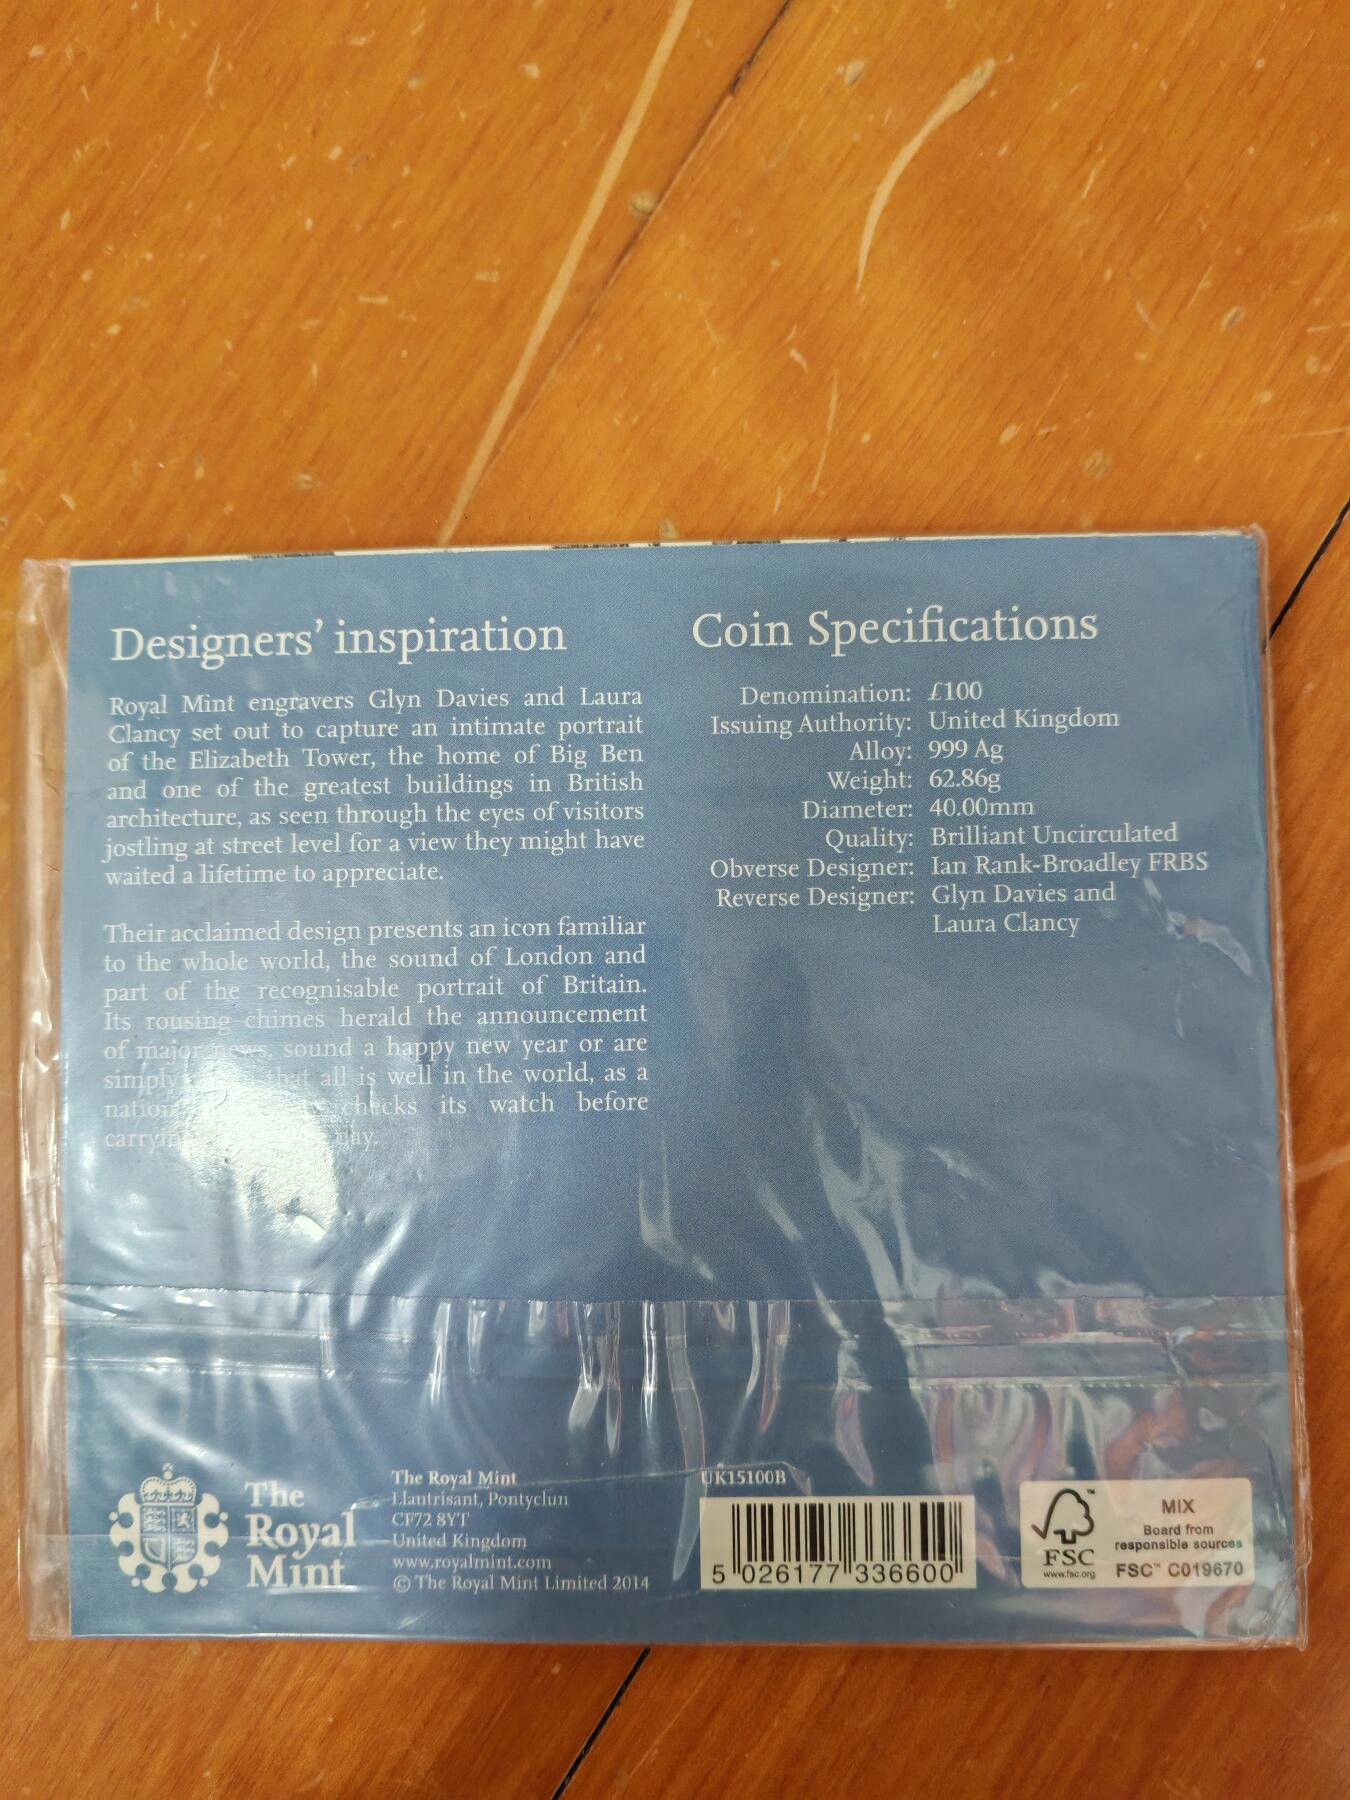 Designers' inspiration
Royal Mint engravers Glyn Davies and Laura
Clancy set out to capture an intimate portrait
of the Elizabeth Tower, the home of Big Ben
and one of the greatest buildings in British
architecture, as seen through the eyes of visitors
jostling at street level for a view they might have
waited a lifetime to appreciate.
Their acclaimed design presents an icon familiar
to the whole world, the sound of London and
part of the recognisable portrait of Britain.
Its rousing chimes herald the announcement
of major news, sound a happy new year or are
simply that all is well in the world, as a
nation checks its watch before
day.
Coin Specifications
Denomination: £100
Issuing Authority: United Kingdom
Alloy: 999 Ag
Weight: 62.86g
Diameter: 40.00mm
Quality: Brilliant Uncirculated
Obverse Designer: Ian Rank-Broadley FRBS
Reverse Designer: Glyn Davies and
Laura Clancy
The
Royal
Mint
The Royal Mint
Llantrisant, Pontyclun
CF72 8YT
United Kingdom
www.royalmint.com
© The Royal Mint Limited 2014
UK15100B
5 026177 336600
FSC™
www.fsc.org
MIX
Board from
responsible sources
FSC™ C019670